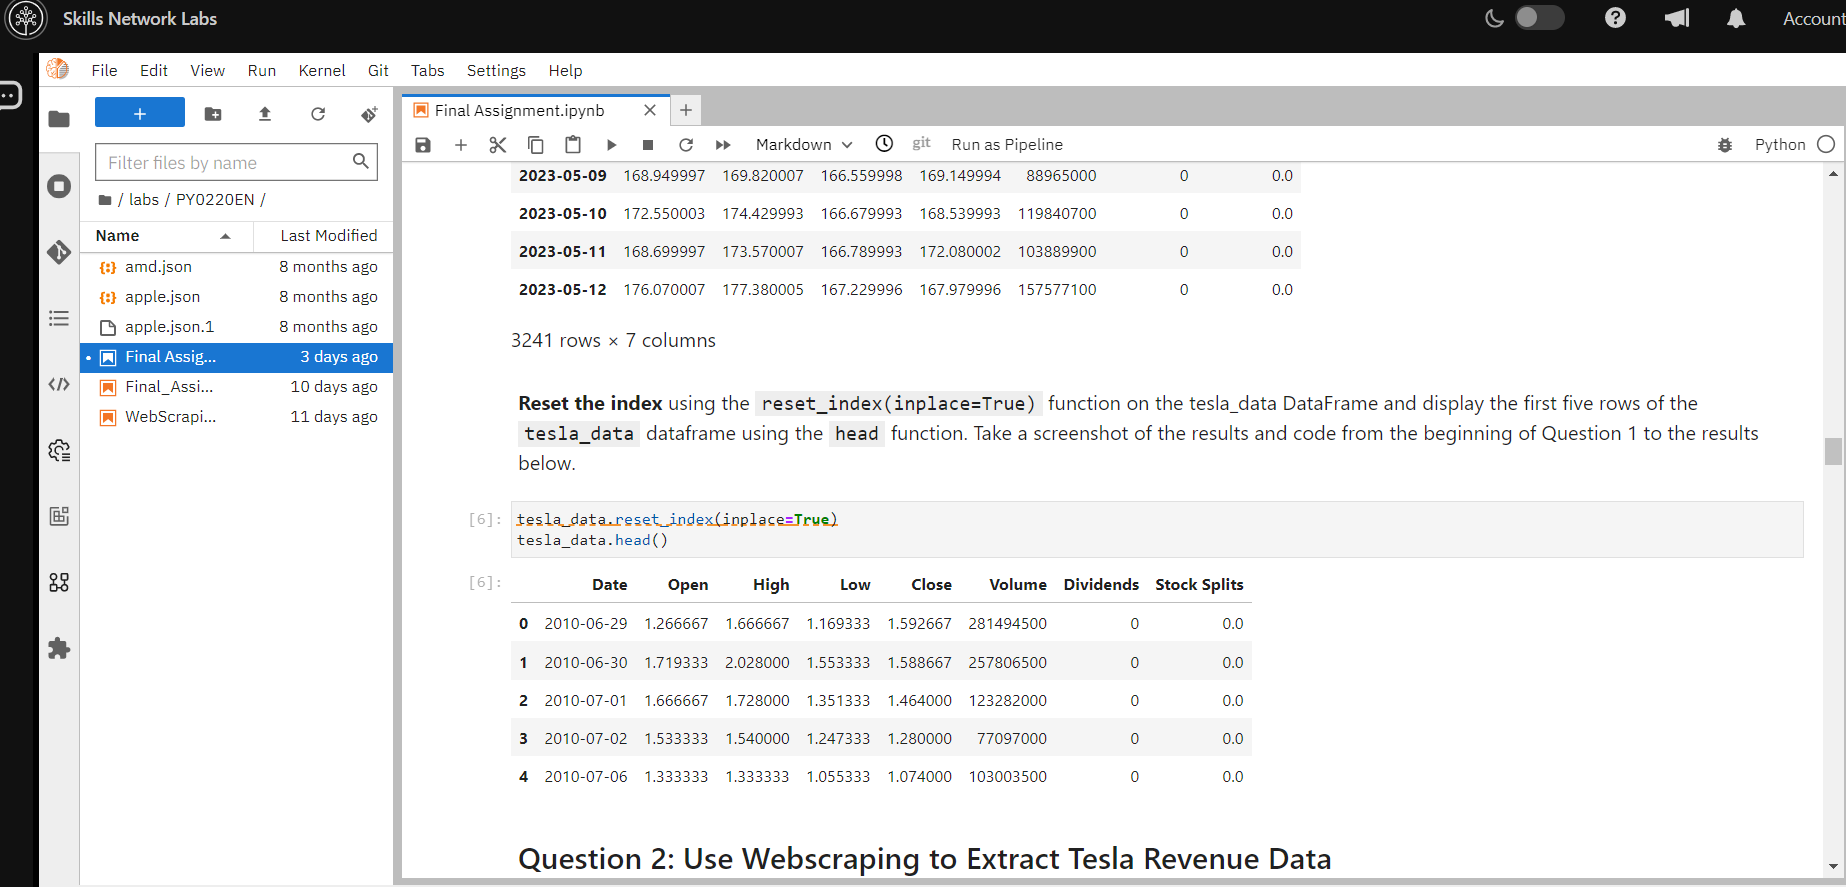 Skills Network Labs
Account
File Edit View Run Kernel Git Tabs Settings Help
+
Filter files by name
/ labs / PY0220EN /
Name Last Modified
amd.json 8 months ago
apple.json 8 months ago
apple.json.1 8 months ago
Final Assig... 3 days ago
Final_Assi... 10 days ago
WebScrapi... 11 days ago
Final Assignment.ipynb
Markdown git Run as Pipeline Python
2023-05-09 168.949997 169.820007 166.559998 169.149994 88965000 0 0.0
2023-05-10 172.550003 174.429993 166.679993 168.539993 119840700 0 0.0
2023-05-11 168.699997 173.570007 166.789993 172.080002 103889900 0 0.0
2023-05-12 176.070007 177.380005 167.229996 167.979996 157577100 0 0.0
3241 rows × 7 columns
Reset the index using the reset_index(inplace=True) function on the tesla_data DataFrame and display the first five rows of the
tesla_data dataframe using the head function. Take a screenshot of the results and code from the beginning of Question 1 to the results
below.
[6]: tesla_data.reset_index(inplace=True)
tesla_data.head()
[6]: Date Open High Low Close Volume Dividends Stock Splits
0 2010-06-29 1.266667 1.666667 1.169333 1.592667 281494500 0 0.0
1 2010-06-30 1.719333 2.028000 1.553333 1.588667 257806500 0 0.0
2 2010-07-01 1.666667 1.728000 1.351333 1.464000 123282000 0 0.0
3 2010-07-02 1.533333 1.540000 1.247333 1.280000 77097000 0 0.0
4 2010-07-06 1.333333 1.333333 1.055333 1.074000 103003500 0 0.0
Question 2: Use Webscraping to Extract Tesla Revenue Data